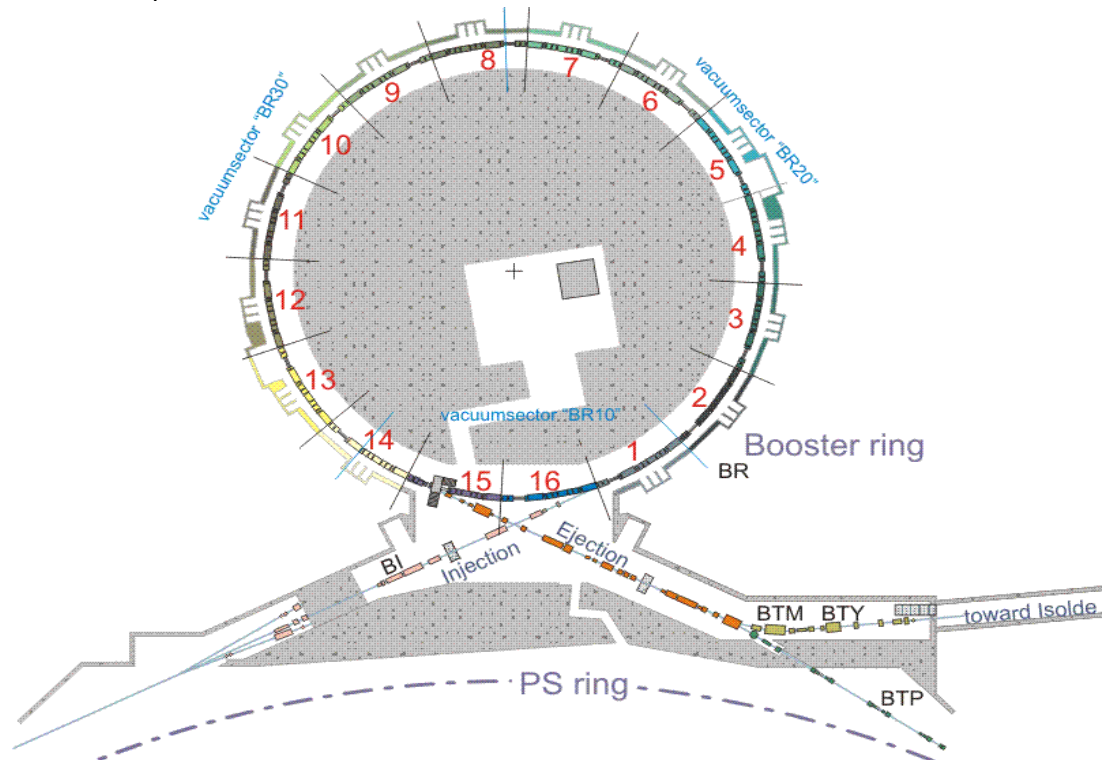 8
7
9
6
vacuumsector "BR30"
vacuumsector "BR20"
10
5
11
4
12
3
13
2
vacuumsector "BR10"
14
1
Booster ring
BR
15
16
Ejection
BI
Injection
BTM
BTY
toward Isolde
PS ring
BTP